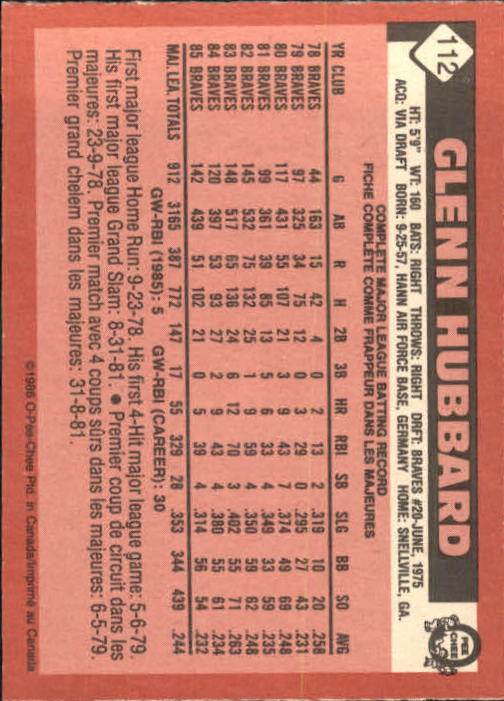 112
GLENN HUBBARD
O PEE CHEE
HT: 5'9" WT: 160 BATS: RIGHT THROWS: RIGHT DRFT: BRAVES #20-JUNE, 1975
ACQ: VIA DRAFT BORN: 9-25-57, HANN AIR FORCE BASE, GERMANY HOME: SNELLVILLE, GA.
COMPLETE MAJOR LEAGUE BATTING RECORD
FICHE COMPLÈTE COMME FRAPPEUR DANS LES MAJEURES
YR CLUB G AB R H 2B 3B HR RBI SB SLG BB SO AVG
78 BRAVES 44 163 15 42 4 0 2 13 2 .319 10 20 .258
79 BRAVES 97 325 34 75 12 0 3 29 0 .295 27 43 .231
80 BRAVES 117 431 55 107 21 3 9 43 7 .374 49 69 .248
81 BRAVES 99 361 39 85 13 5 6 33 4 .349 33 59 .235
82 BRAVES 145 532 75 132 25 1 9 59 4 .350 59 62 .248
83 BRAVES 148 517 65 136 24 6 12 70 3 .402 55 71 .263
84 BRAVES 120 397 53 93 27 2 9 43 4 .380 55 61 .234
85 BRAVES 142 439 51 102 21 0 5 39 4 .314 56 54 .232
MAJ. LEA. TOTALS 912 3165 387 772 147 17 55 329 28 .353 344 439 .244
GW-RBI (1985): 5 GW-RBI (CAREER): 30
First major league Home Run: 9-23-78. His first 4-Hit major league game: 5-6-79.
His first major league Grand Slam: 8-31-81. ● Premier coup de circuit dans les
majeures: 23-9-78. Premier match avec 4 coups sûrs dans les majeures: 6-5-79.
Premier grand chelem dans les majeures: 31-8-81.
©1986 O-Pee-Chee Ptd. in Canada/Imprimé au Canada